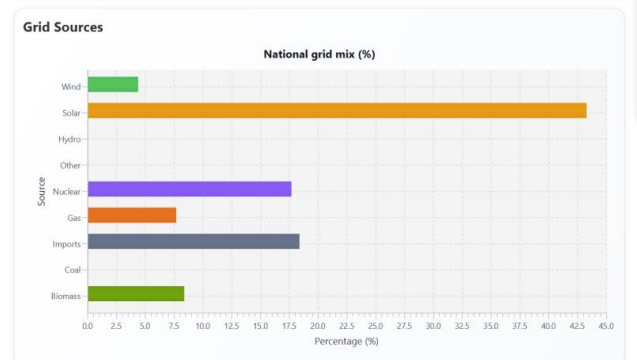 Grid Sources
National grid mix (%)
Wind
Solar
Hydro
Other
Nuclear
Gas
Imports
Coal
Biomass
Source
0.0 2.5 5.0 7.5 10.0 12.5 15.0 17.5 20.0 22.5 25.0 27.5 30.0 32.5 35.0 37.5 40.0 42.5 45.0
Percentage (%)